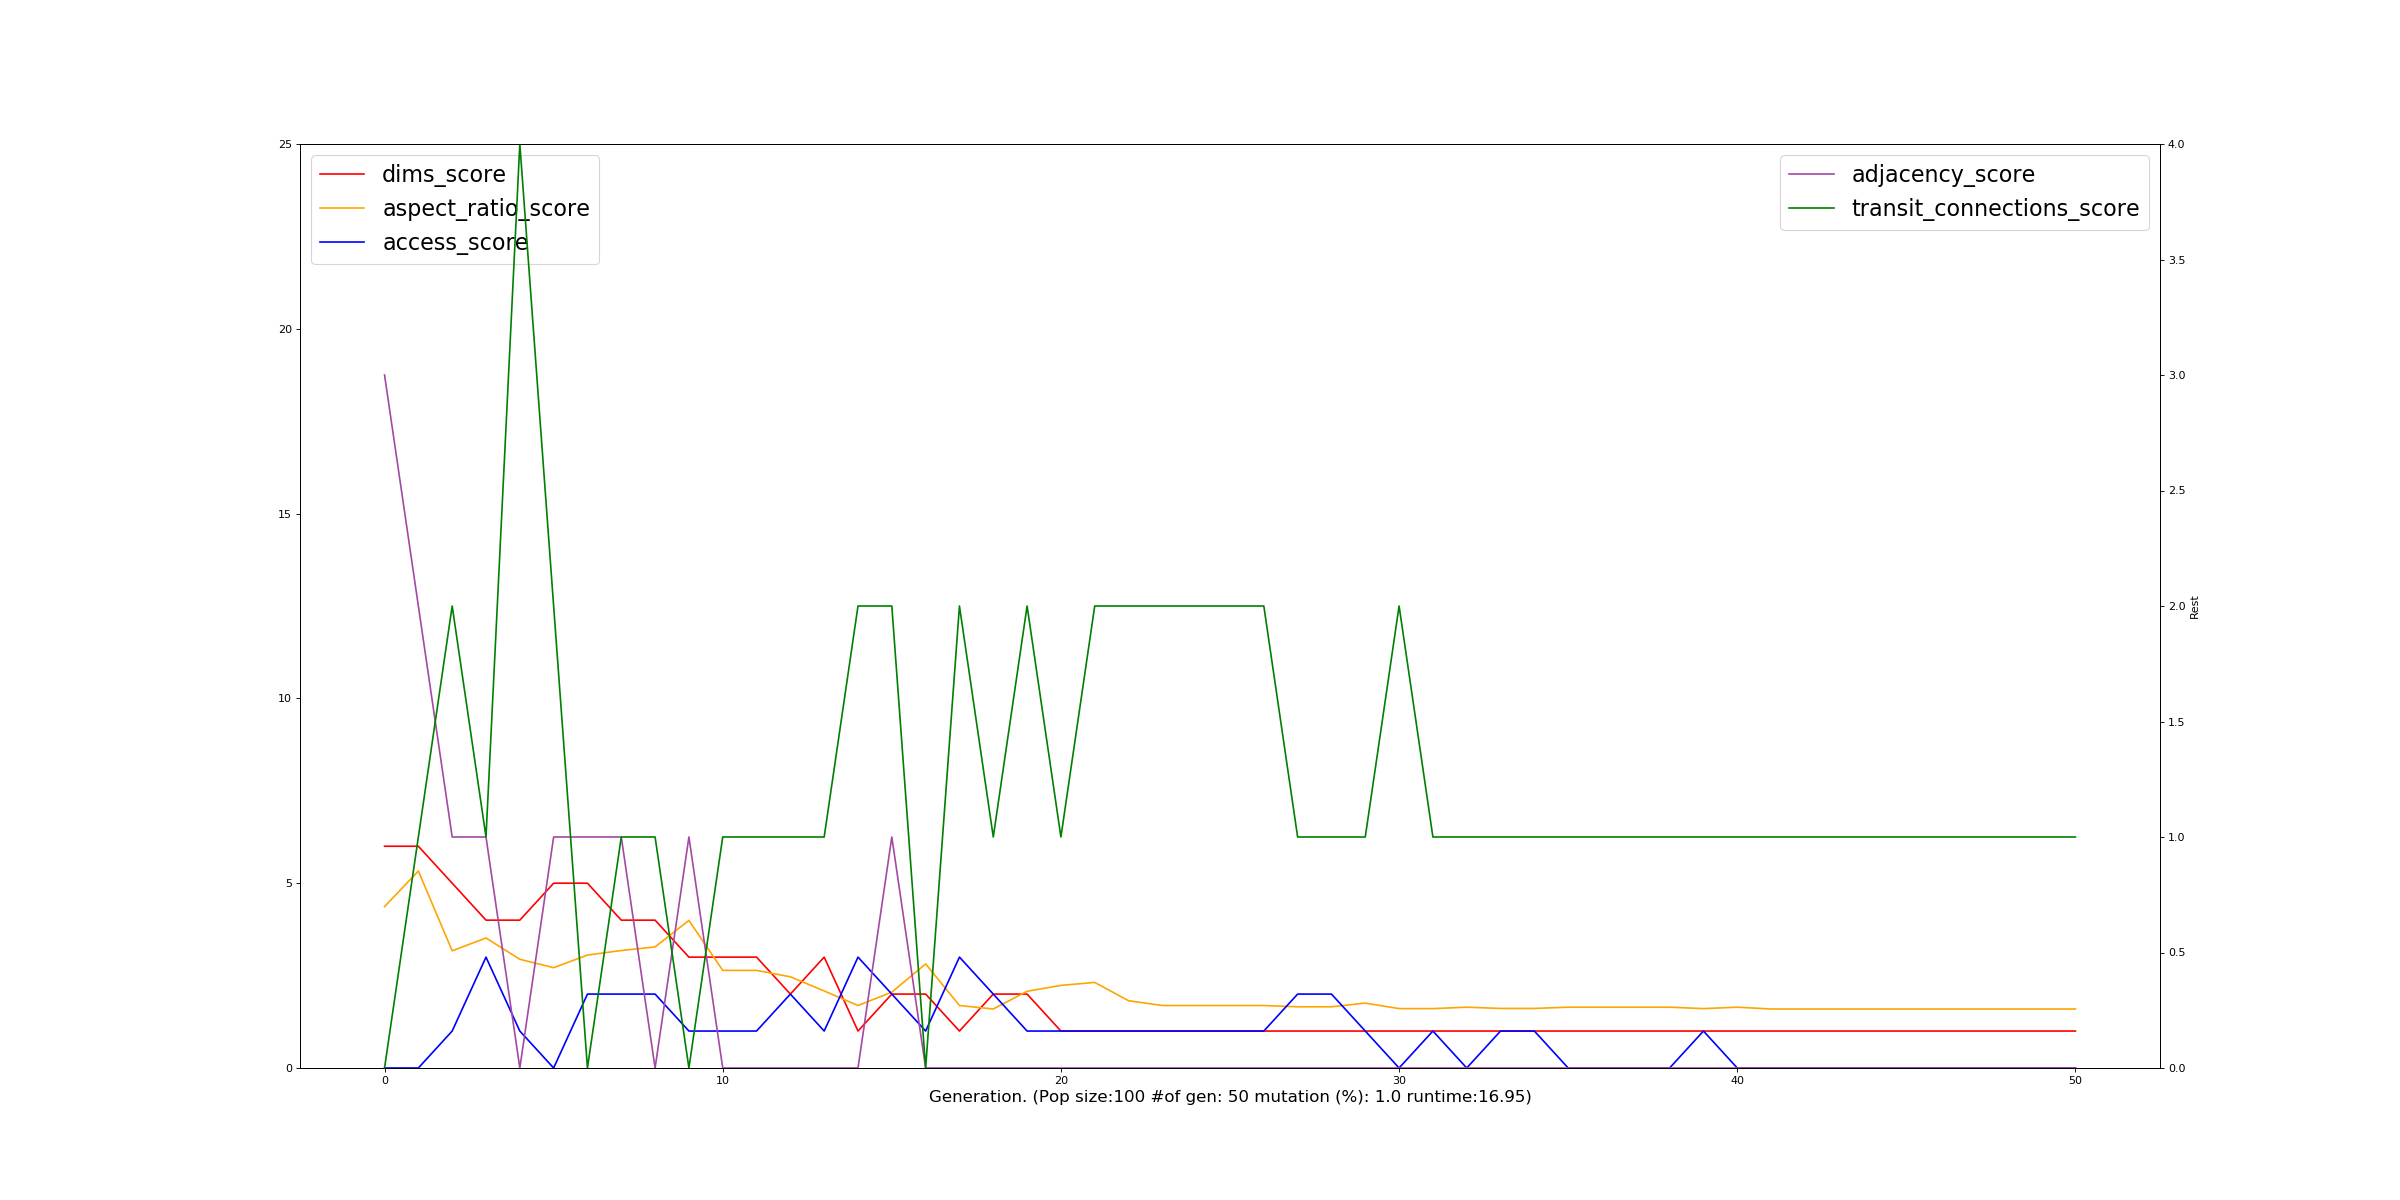 25
20
15
10
5
0
dims_score
aspect_ratio_score
access_score
adjacency_score
transit_connections_score
4.0
3.5
3.0
2.5
2.0
1.5
1.0
0.5
0.0
Rest
0 10 20 30 40 50
Generation. (Pop size:100 #of gen: 50 mutation (%): 1.0 runtime:16.95)